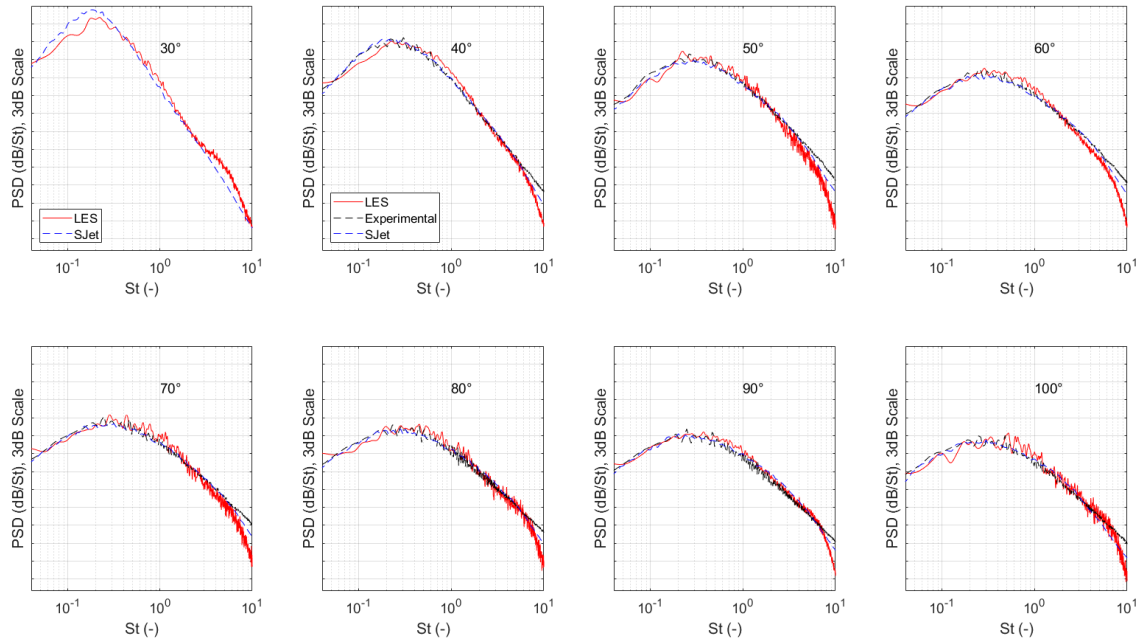 PSD (dB/St), 3dB Scale
30°
LES
SJet
10^-1 10^0 10^1
St (-)
PSD (dB/St), 3dB Scale
40°
LES
Experimental
SJet
10^-1 10^0 10^1
St (-)
PSD (dB/St), 3dB Scale
50°
10^-1 10^0 10^1
St (-)
PSD (dB/St), 3dB Scale
60°
10^-1 10^0 10^1
St (-)
PSD (dB/St), 3dB Scale
70°
10^-1 10^0 10^1
St (-)
PSD (dB/St), 3dB Scale
80°
10^-1 10^0 10^1
St (-)
PSD (dB/St), 3dB Scale
90°
10^-1 10^0 10^1
St (-)
PSD (dB/St), 3dB Scale
100°
10^-1 10^0 10^1
St (-)